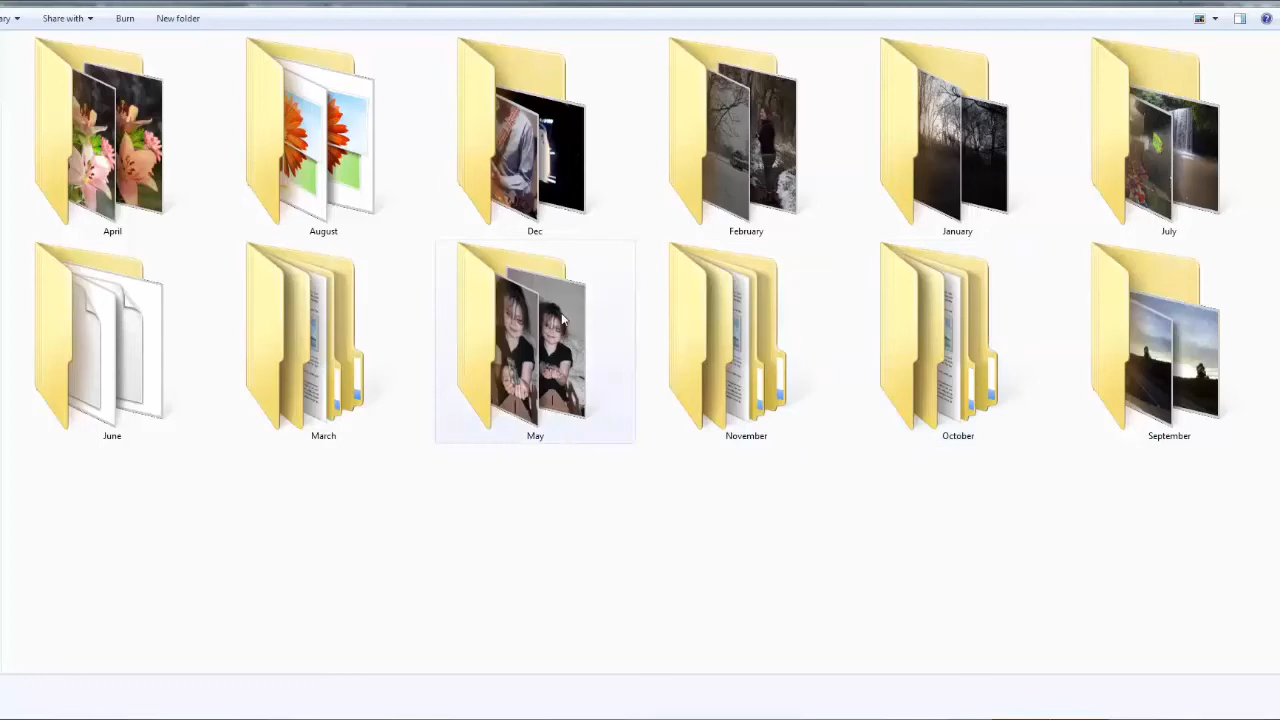 ary Share with Burn New folder
April August Dec February January July
June March May November October September